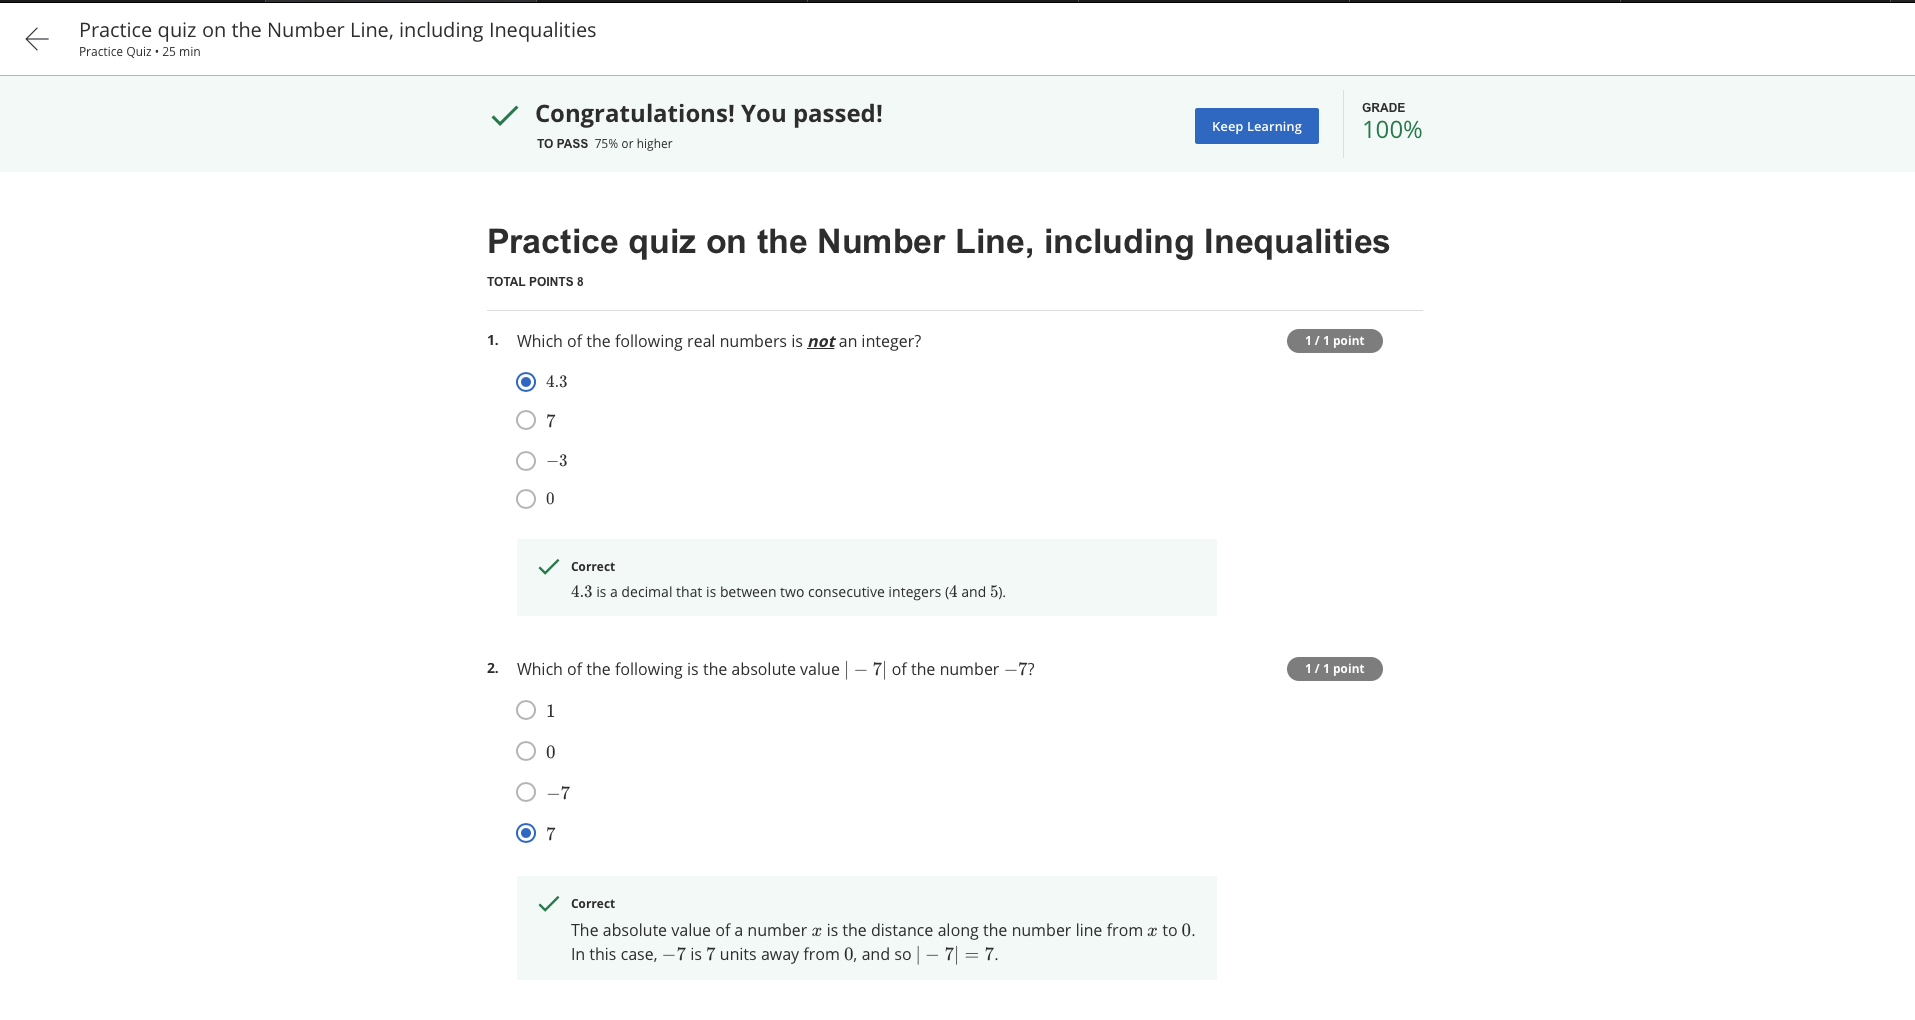 Practice quiz on the Number Line, including Inequalities
Practice Quiz • 25 min
Congratulations! You passed!
TO PASS 75% or higher
Keep Learning
GRADE
100%
Practice quiz on the Number Line, including Inequalities
TOTAL POINTS 8
1. Which of the following real numbers is not an integer?
1 / 1 point
4.3
7
−3
0
Correct
4.3 is a decimal that is between two consecutive integers (4 and 5).
2. Which of the following is the absolute value | − 7| of the number −7?
1 / 1 point
1
0
−7
7
Correct
The absolute value of a number x is the distance along the number line from x to 0.
In this case, −7 is 7 units away from 0, and so | − 7| = 7.